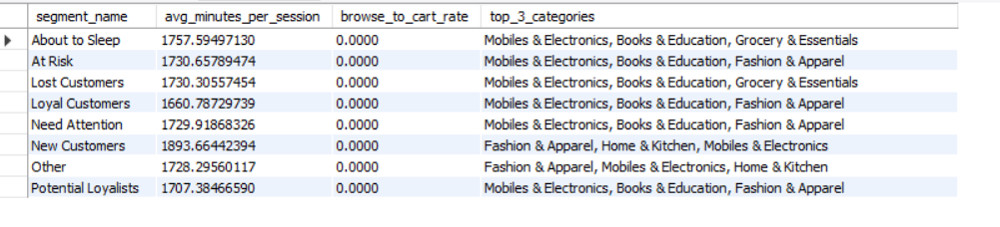 segment_name avg_minutes_per_session browse_to_cart_rate top_3_categories
About to Sleep 1757.59497130 0.0000 Mobiles & Electronics, Books & Education, Grocery & Essentials
At Risk 1730.65789474 0.0000 Mobiles & Electronics, Books & Education, Fashion & Apparel
Lost Customers 1730.30557454 0.0000 Mobiles & Electronics, Books & Education, Grocery & Essentials
Loyal Customers 1660.78729739 0.0000 Mobiles & Electronics, Books & Education, Fashion & Apparel
Need Attention 1729.91868326 0.0000 Mobiles & Electronics, Books & Education, Fashion & Apparel
New Customers 1893.66442394 0.0000 Fashion & Apparel, Home & Kitchen, Mobiles & Electronics
Other 1728.29560117 0.0000 Fashion & Apparel, Mobiles & Electronics, Home & Kitchen
Potential Loyalists 1707.38466590 0.0000 Mobiles & Electronics, Books & Education, Fashion & Apparel